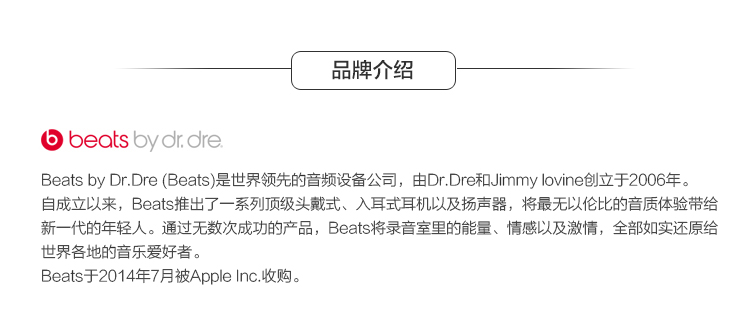 品牌介绍
beats by dr. dre.
Beats by Dr.Dre (Beats)是世界领先的音频设备公司，由Dr.Dre和Jimmy Iovine创立于2006年。
自成立以来，Beats推出了一系列顶级头戴式、入耳式耳机以及扬声器，将最无以伦比的音质体验带给
新一代的年轻人。通过无数次成功的产品，Beats将录音室里的能量、情感以及激情，全部如实还原给
世界各地的音乐爱好者。
Beats于2014年7月被Apple Inc.收购。